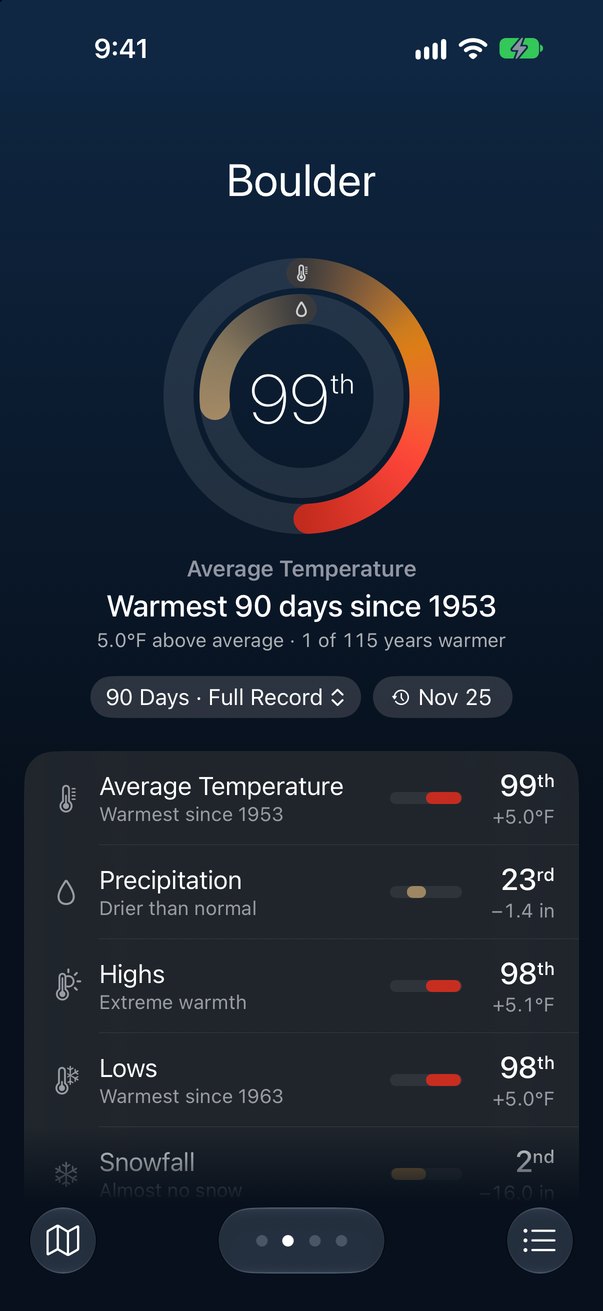 9:41
Boulder
99th
Average Temperature
Warmest 90 days since 1953
5.0°F above average · 1 of 115 years warmer
90 Days · Full Record
Nov 25
Average Temperature
99th
Warmest since 1953
+5.0°F
Precipitation
23rd
Drier than normal
−1.4 in
Highs
98th
Extreme warmth
+5.1°F
Lows
98th
Warmest since 1963
+5.0°F
Snowfall
2nd
Almost no snow
−16.0 in